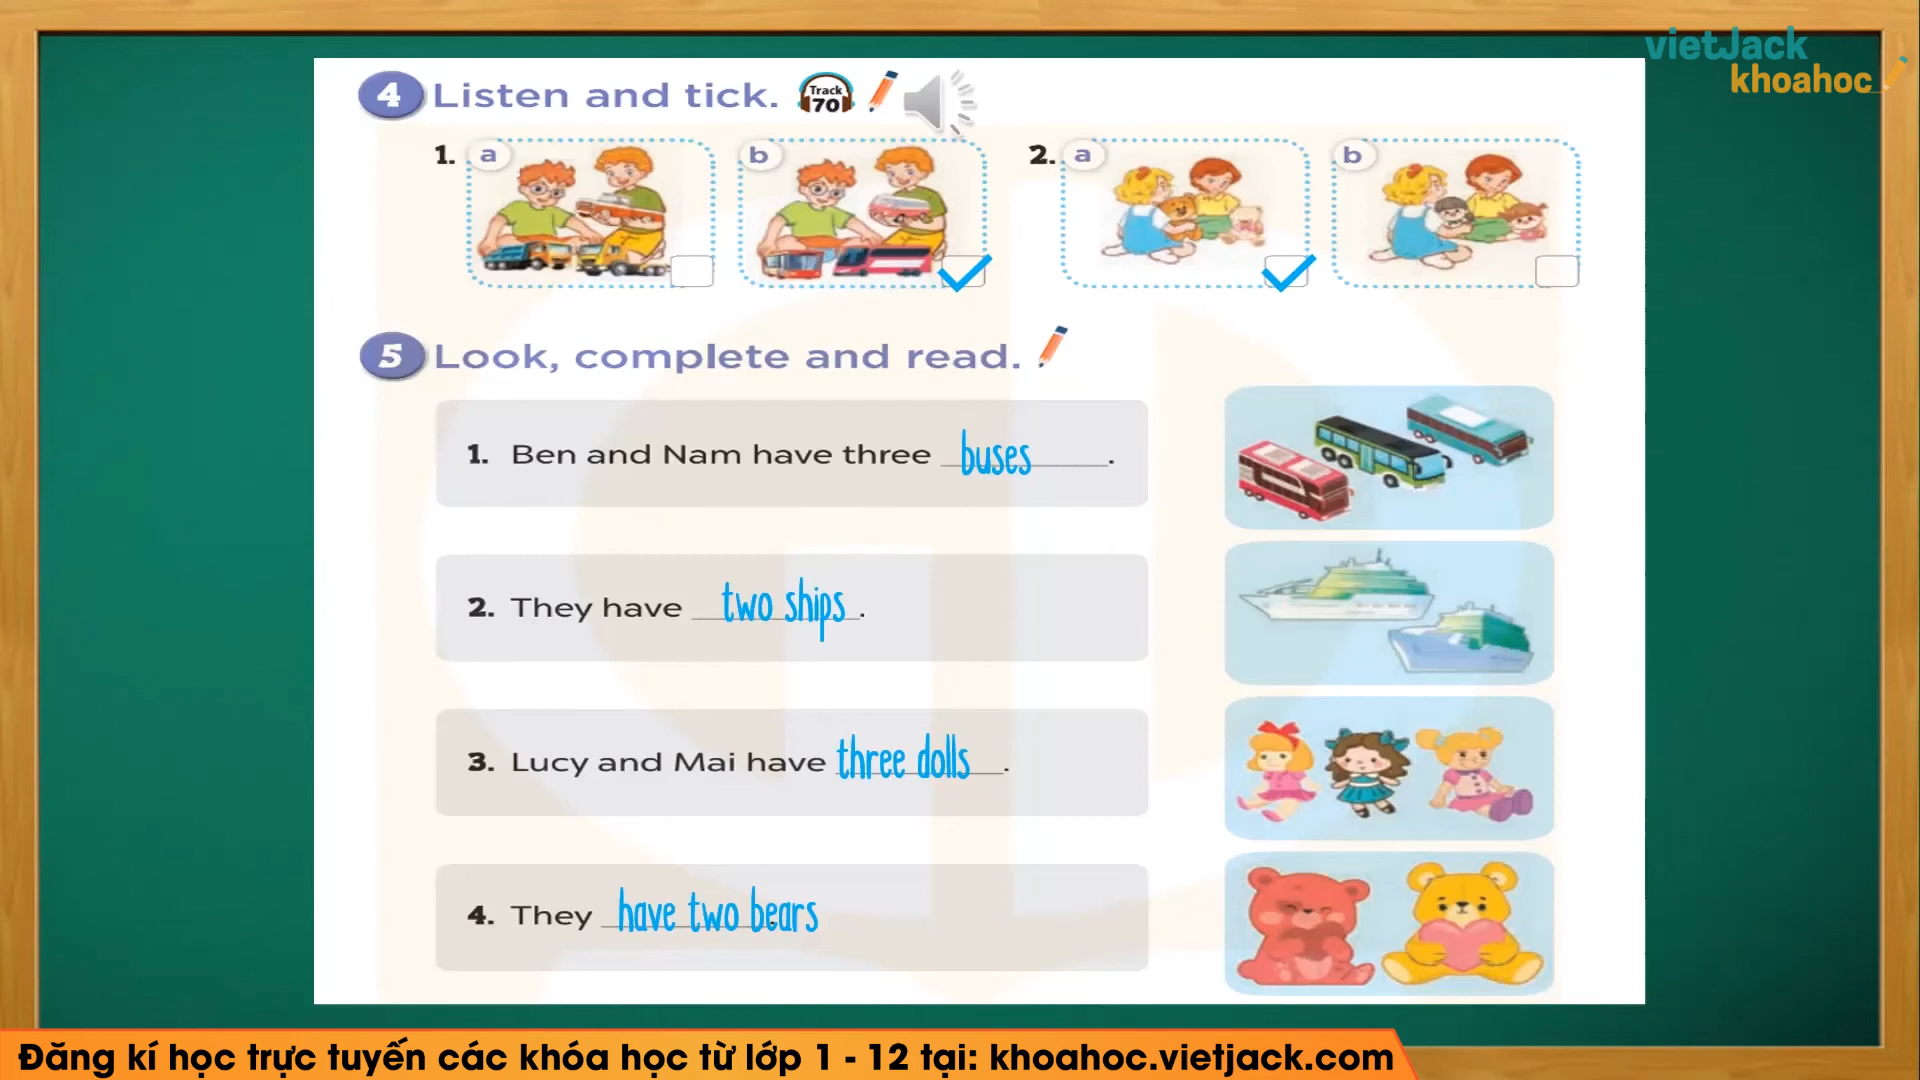 vietJack
khoahoc
4 Listen and tick. Track 70
1. a b 2. a b
5 Look, complete and read.
1. Ben and Nam have three buses.
2. They have two ships.
3. Lucy and Mai have three dolls.
4. They have two bears
Đăng kí học trực tuyến các khóa học từ lớp 1 - 12 tại: khoahoc.vietjack.com